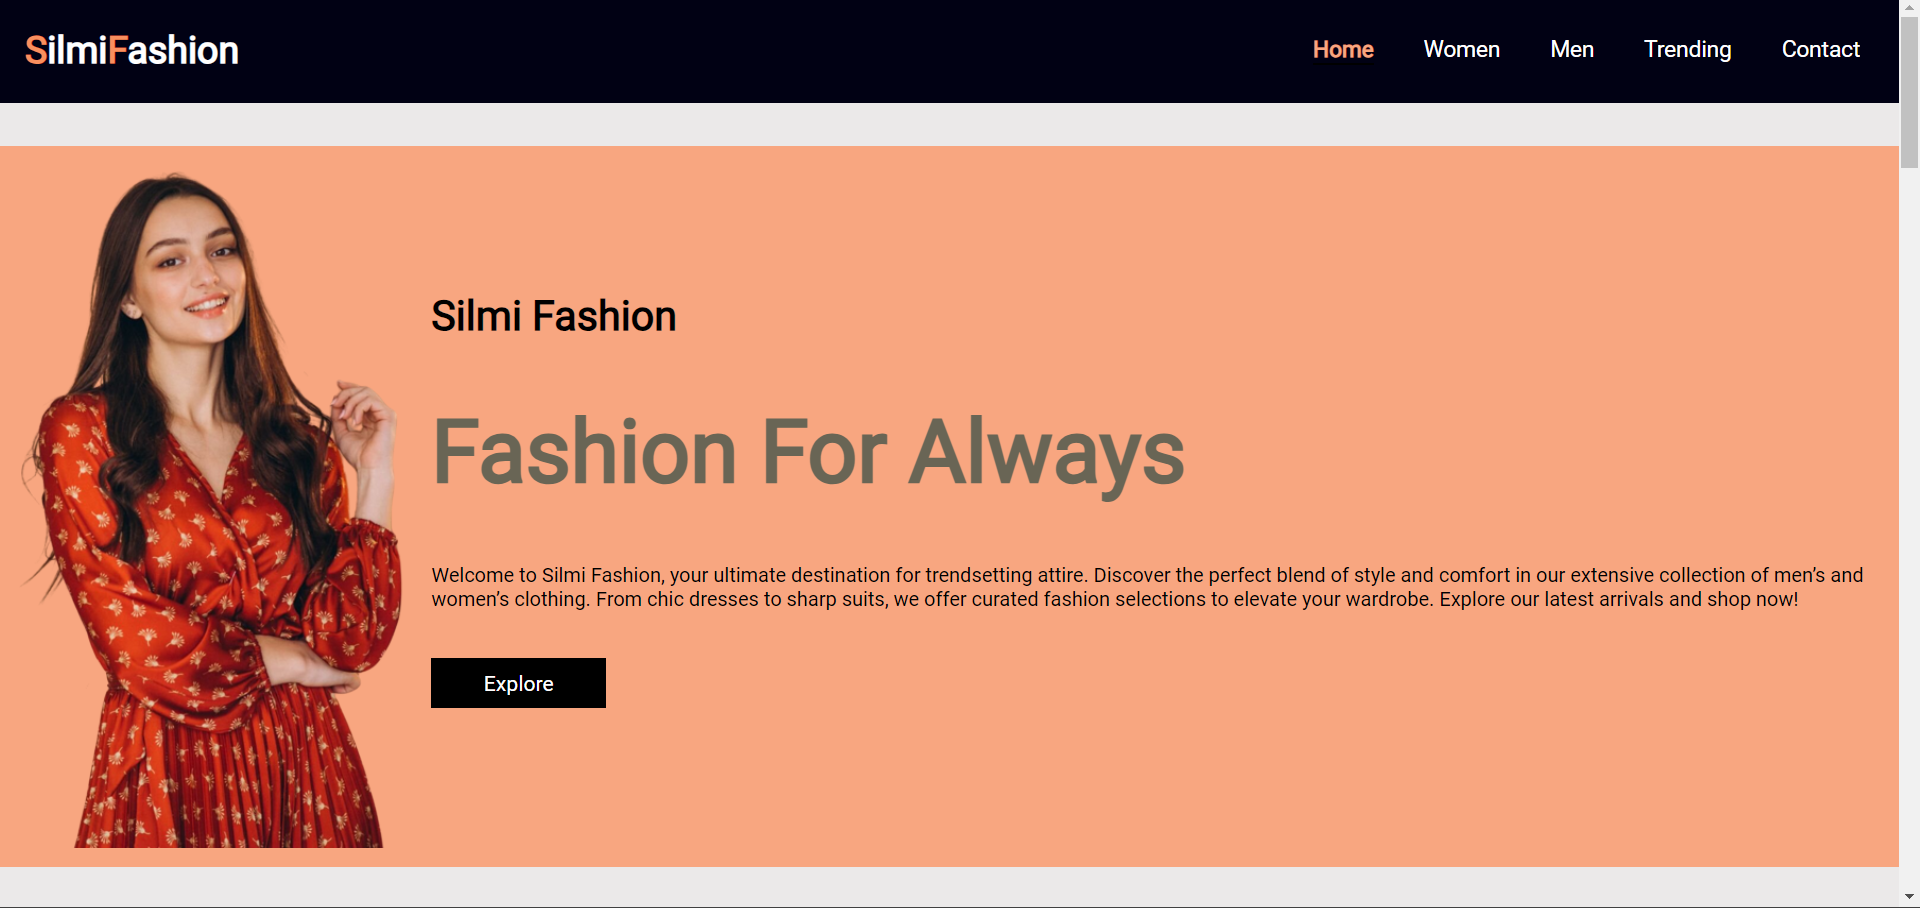 SilmiFashion
Home Women Men Trending Contact
Silmi Fashion
Fashion For Always
Welcome to Silmi Fashion, your ultimate destination for trendsetting attire. Discover the perfect blend of style and comfort in our extensive collection of men’s and
women’s clothing. From chic dresses to sharp suits, we offer curated fashion selections to elevate your wardrobe. Explore our latest arrivals and shop now!
Explore